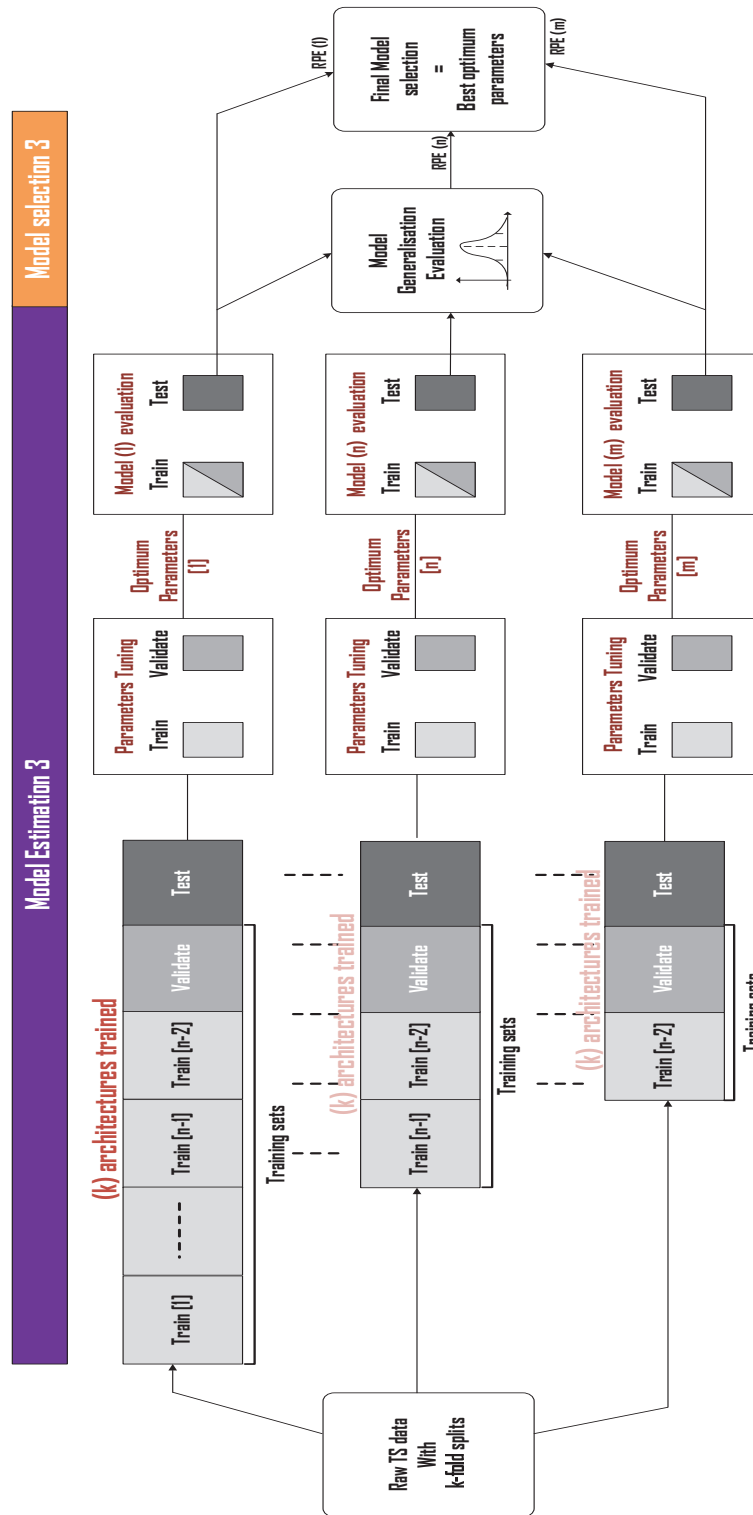 Model Estimation 3
Model selection 3
Raw TS data
With
k-fold splits
(k) architectures trained
Train [1]
Train [n-1]
Train [n-2]
Validate
Test
Training sets
Parameters Tuning
Train
Validate
Optimum
Parameters
[1]
Model (1) evaluation
Train
Test
(k) architectures trained
Train [n-1]
Train [n-2]
Validate
Test
Training sets
Parameters Tuning
Train
Validate
Optimum
Parameters
[n]
Model (n) evaluation
Train
Test
(k) architectures trained
Train [n-2]
Validate
Test
Training sets
Parameters Tuning
Train
Validate
Optimum
Parameters
[m]
Model (m) evaluation
Train
Test
Model
Generalisation
Evaluation
RPE (1)
RPE (n)
RPE (m)
Final Model
selection
=
Best optimum
parameters